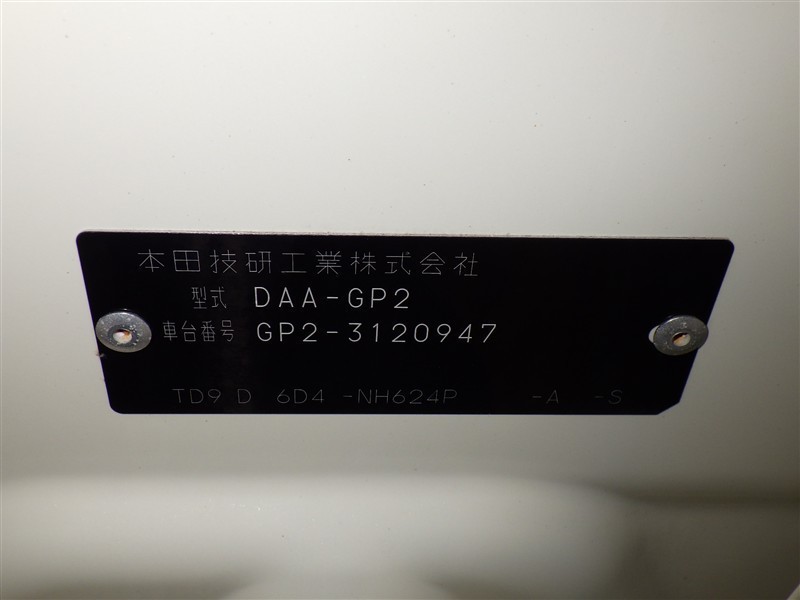 本田技研工業株式会社
型式 DAA-GP2
車台番号 GP2-3120947
TD9 D 6D4 -NH624P -A -S